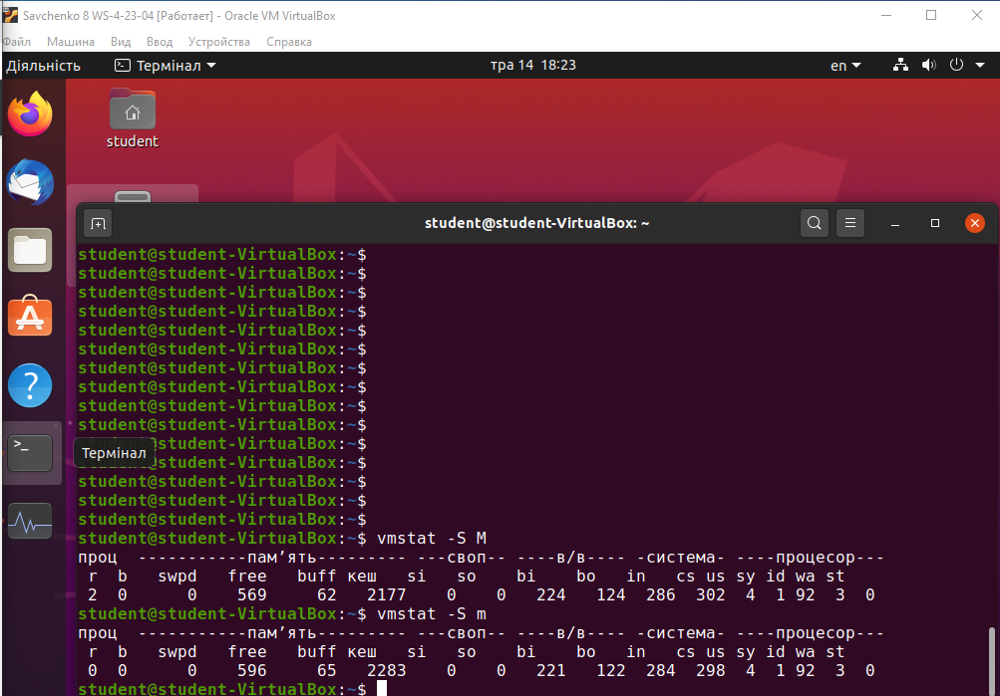 Savchenko 8 WS-4-23-04 [Работает] - Oracle VM VirtualBox
Файл Машина Вид Ввод Устройства Справка
Діяльність Термінал тра 14 18:23 en
student
student@student-VirtualBox: ~
student@student-VirtualBox:~$
student@student-VirtualBox:~$
student@student-VirtualBox:~$
student@student-VirtualBox:~$
student@student-VirtualBox:~$
student@student-VirtualBox:~$
student@student-VirtualBox:~$
student@student-VirtualBox:~$
student@student-VirtualBox:~$
student@student-VirtualBox:~$
student@student-VirtualBox:~$
Термінал
student@student-VirtualBox:~$
student@student-VirtualBox:~$
student@student-VirtualBox:~$
student@student-VirtualBox:~$
student@student-VirtualBox:~$ vmstat -S M
проц -----------пам’ять--------- ---своп-- ----в/в---- -система- ----процесор---
r b swpd free buff кеш si so bi bo in cs us sy id wa st
2 0 0 569 62 2177 0 0 224 124 286 302 4 1 92 3 0
student@student-VirtualBox:~$ vmstat -S m
проц -----------пам’ять--------- ---своп-- ----в/в---- -система- ----процесор---
r b swpd free buff кеш si so bi bo in cs us sy id wa st
0 0 0 596 65 2283 0 0 221 122 284 298 4 1 92 3 0
student@student-VirtualBox:~$